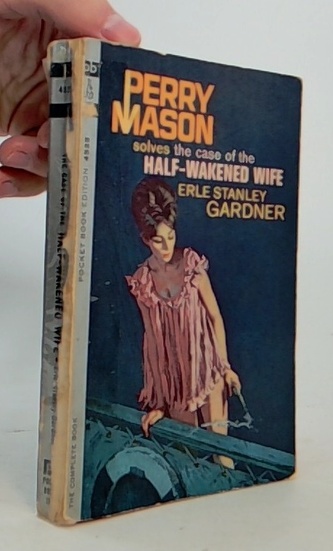 PERRY
MASON
solves the case of the
HALF-WAKENED WIFE
ERLE STANLEY
GARDNER
POCKET BOOK EDITION 4525
THE COMPLETE BOOK
THE CASE OF THE HALF-WAKENED WIFE